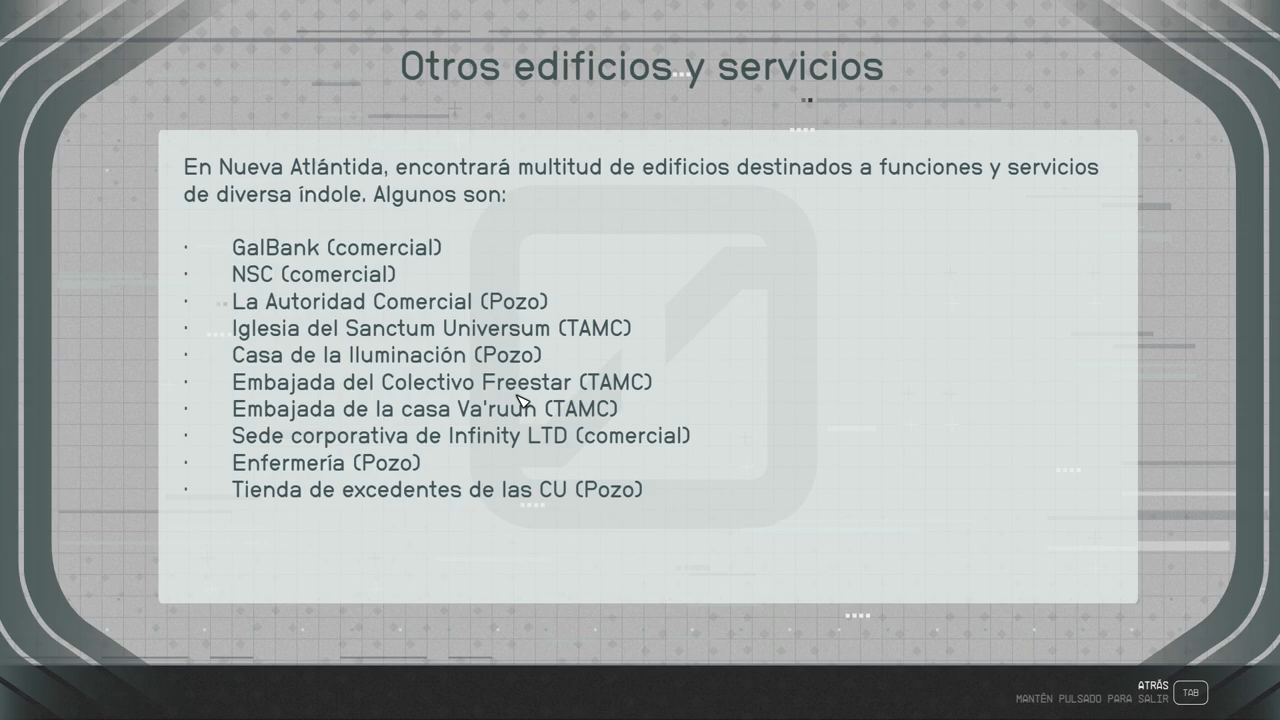 Otros edificios y servicios
En Nueva Atlántida, encontrará multitud de edificios destinados a funciones y servicios
de diversa índole. Algunos son:
· GalBank (comercial)
· NSC (comercial)
· La Autoridad Comercial (Pozo)
· Iglesia del Sanctum Universum (TAMC)
· Casa de la Iluminación (Pozo)
· Embajada del Colectivo Freestar (TAMC)
· Embajada de la casa Va'ruun (TAMC)
· Sede corporativa de Infinity LTD (comercial)
· Enfermería (Pozo)
· Tienda de excedentes de las CU (Pozo)
ATRÁS
MANTÉN PULSADO PARA SALIR TAB